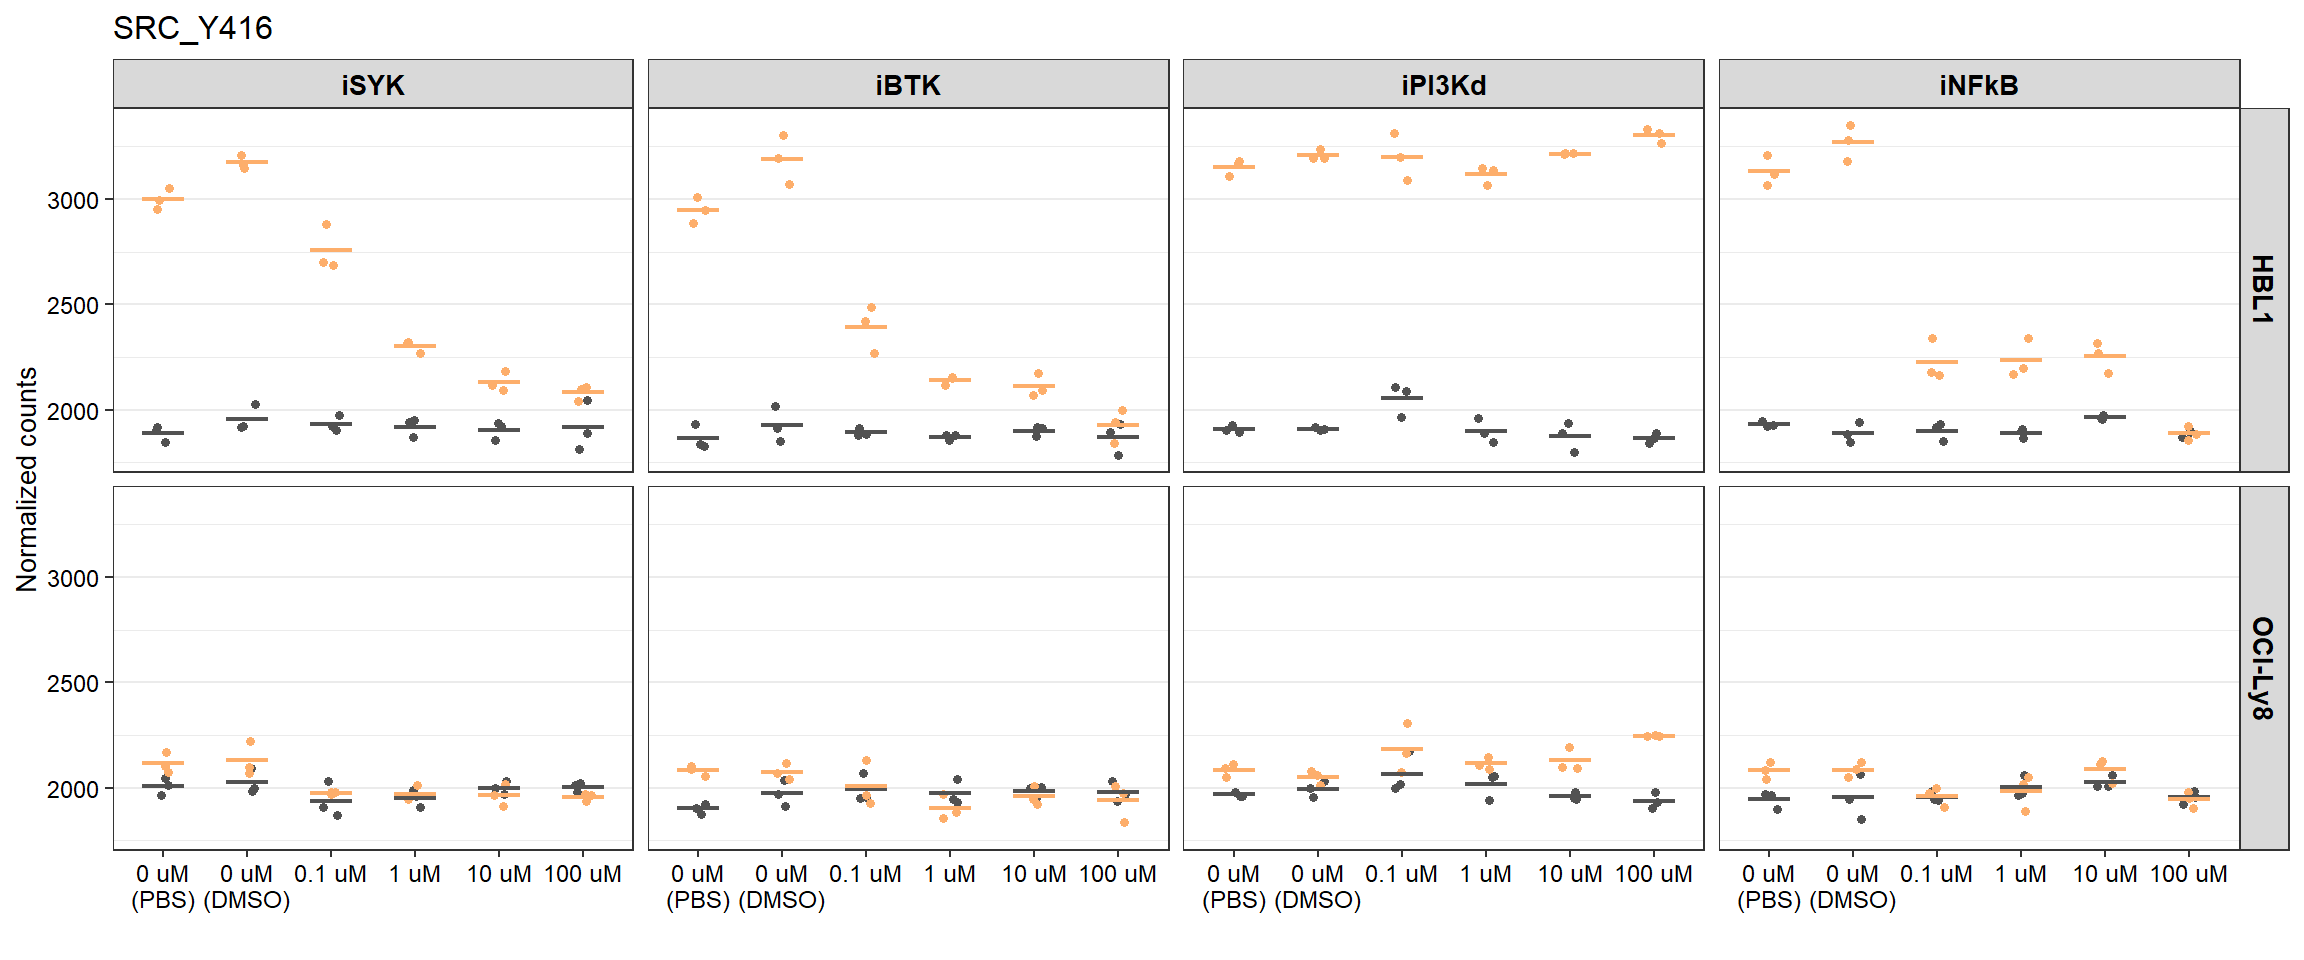 SRC_Y416
iSYK
iBTK
iPI3Kd
iNFkB
Normalized counts
3000
2500
2000
HBL1
3000
2500
2000
OCI-Ly8
0 uM 0 uM 0.1 uM 1 uM 10 uM 100 uM
(PBS) (DMSO)
0 uM 0 uM 0.1 uM 1 uM 10 uM 100 uM
(PBS) (DMSO)
0 uM 0 uM 0.1 uM 1 uM 10 uM 100 uM
(PBS) (DMSO)
0 uM 0 uM 0.1 uM 1 uM 10 uM 100 uM
(PBS) (DMSO)